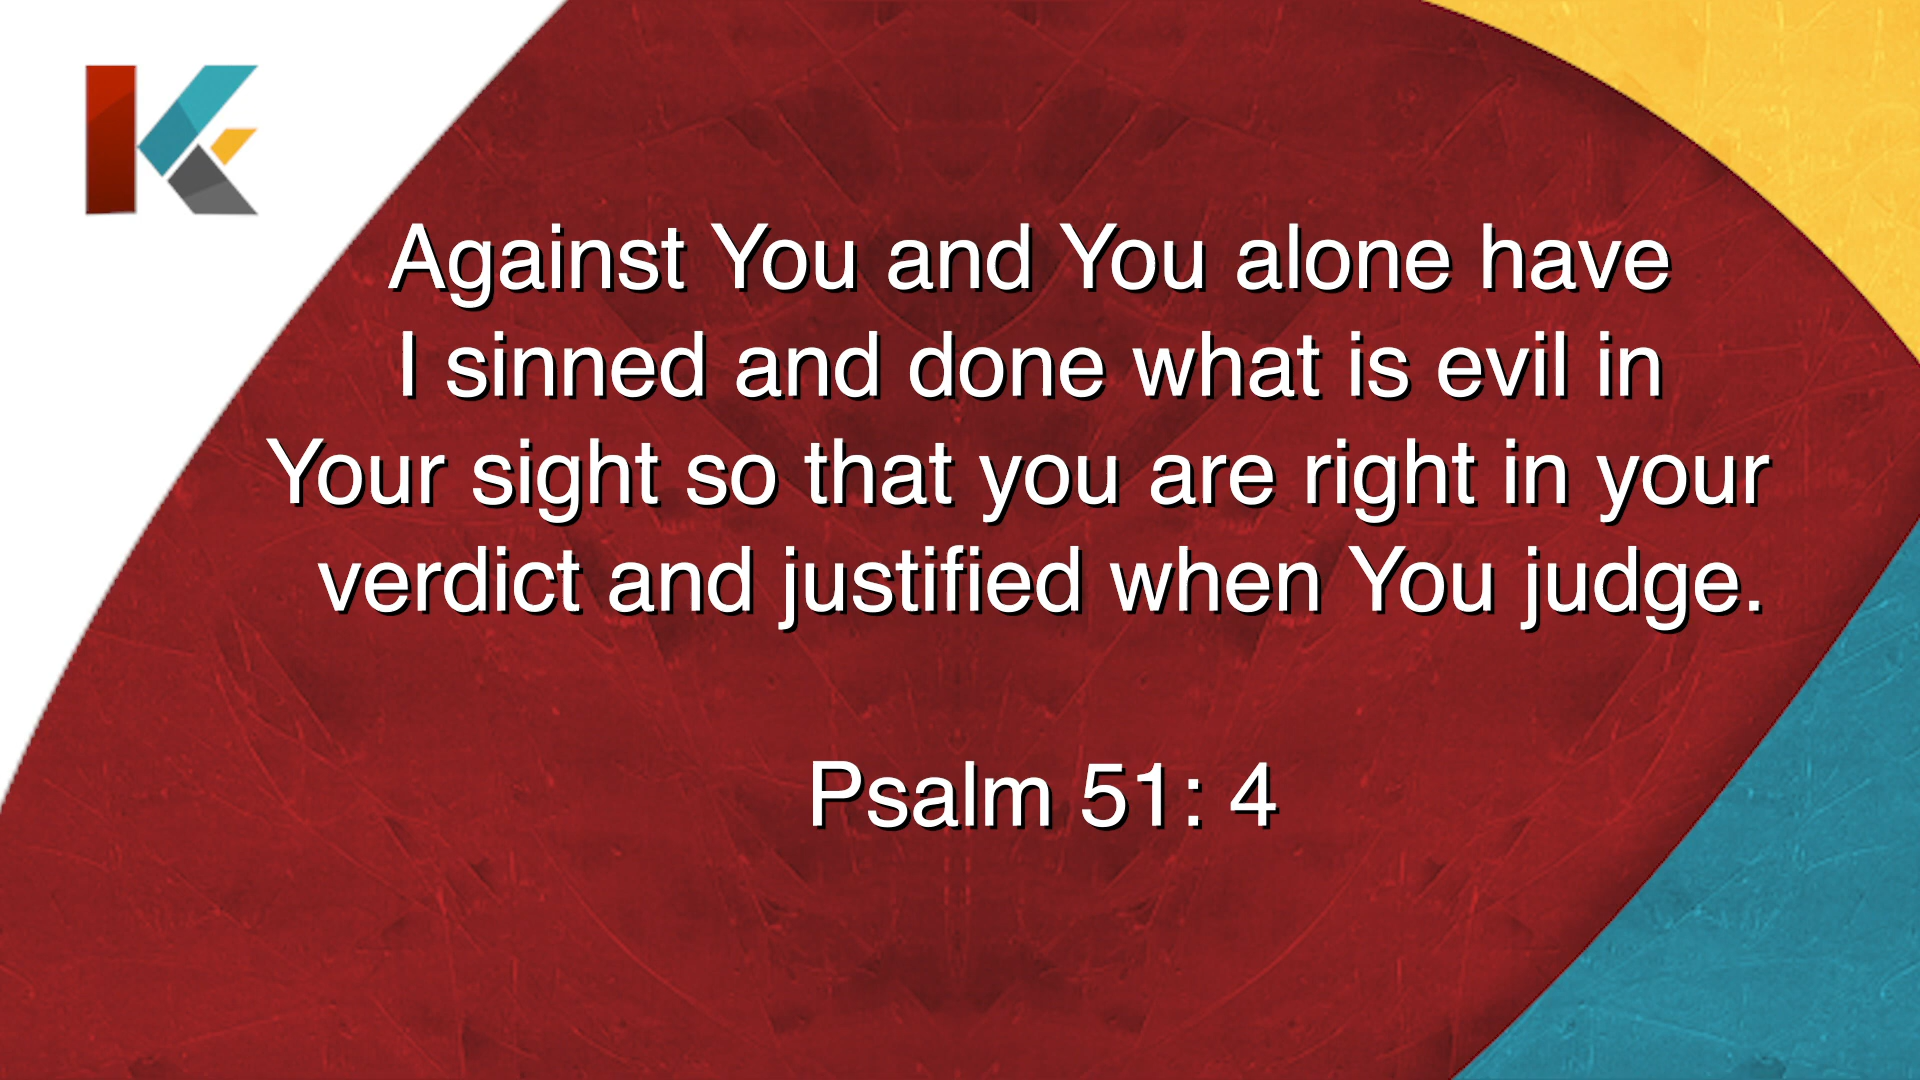 Against You and You alone have
I sinned and done what is evil in
Your sight so that you are right in your
verdict and justified when You judge.
Psalm 51: 4